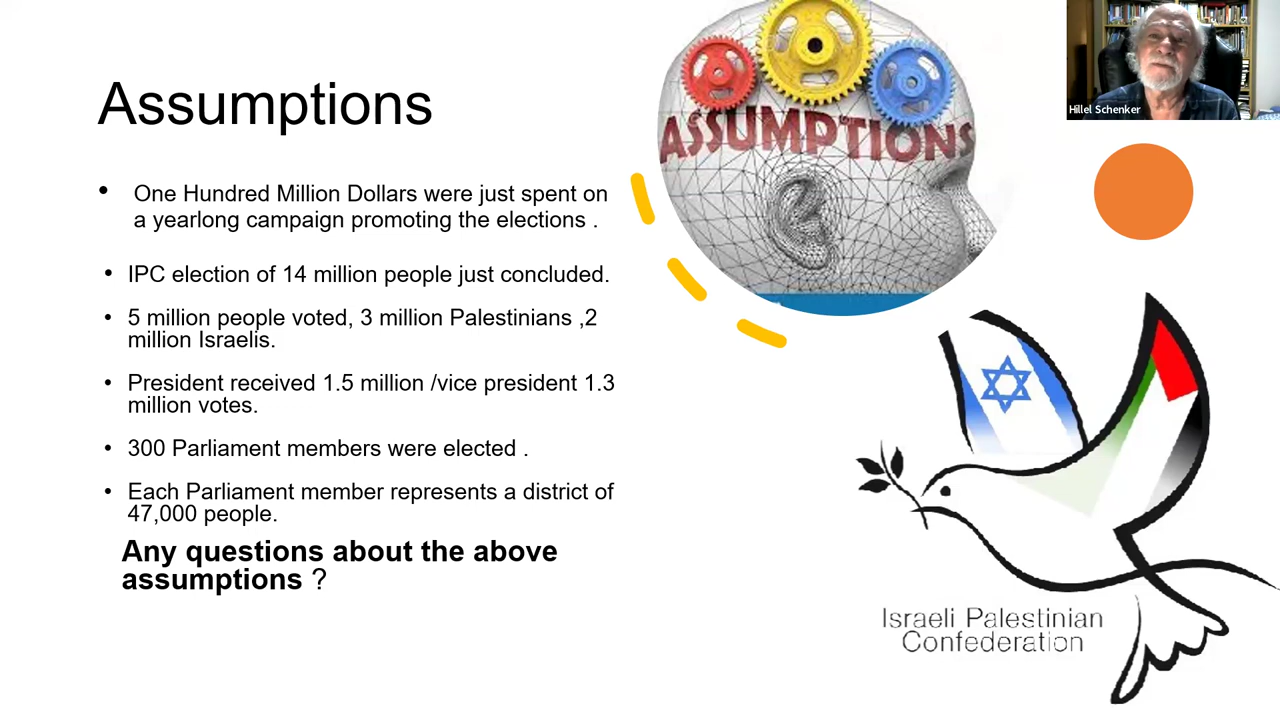 Assumptions
• One Hundred Million Dollars were just spent on
a yearlong campaign promoting the elections .
• IPC election of 14 million people just concluded.
• 5 million people voted, 3 million Palestinians ,2
million Israelis.
• President received 1.5 million /vice president 1.3
million votes.
• 300 Parliament members were elected .
• Each Parliament member represents a district of
47,000 people.
Any questions about the above
assumptions ?
ASSUMPTIONS
Hillel Schenker
Israeli Palestinian
Confederation